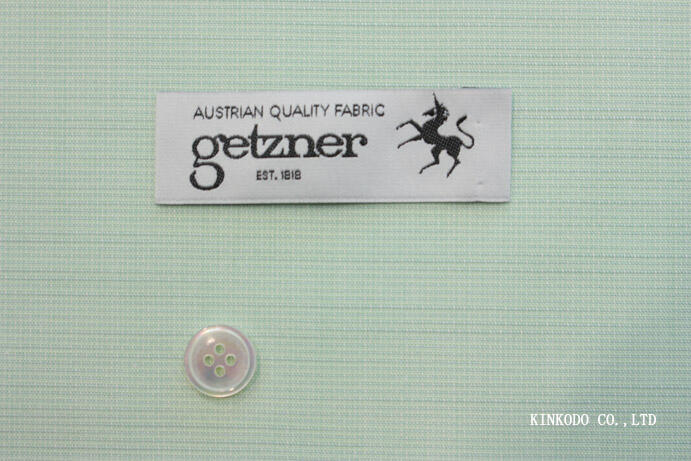 AUSTRIAN QUALITY FABRIC
getzner
EST. 1818
KINKODO CO.,LTD